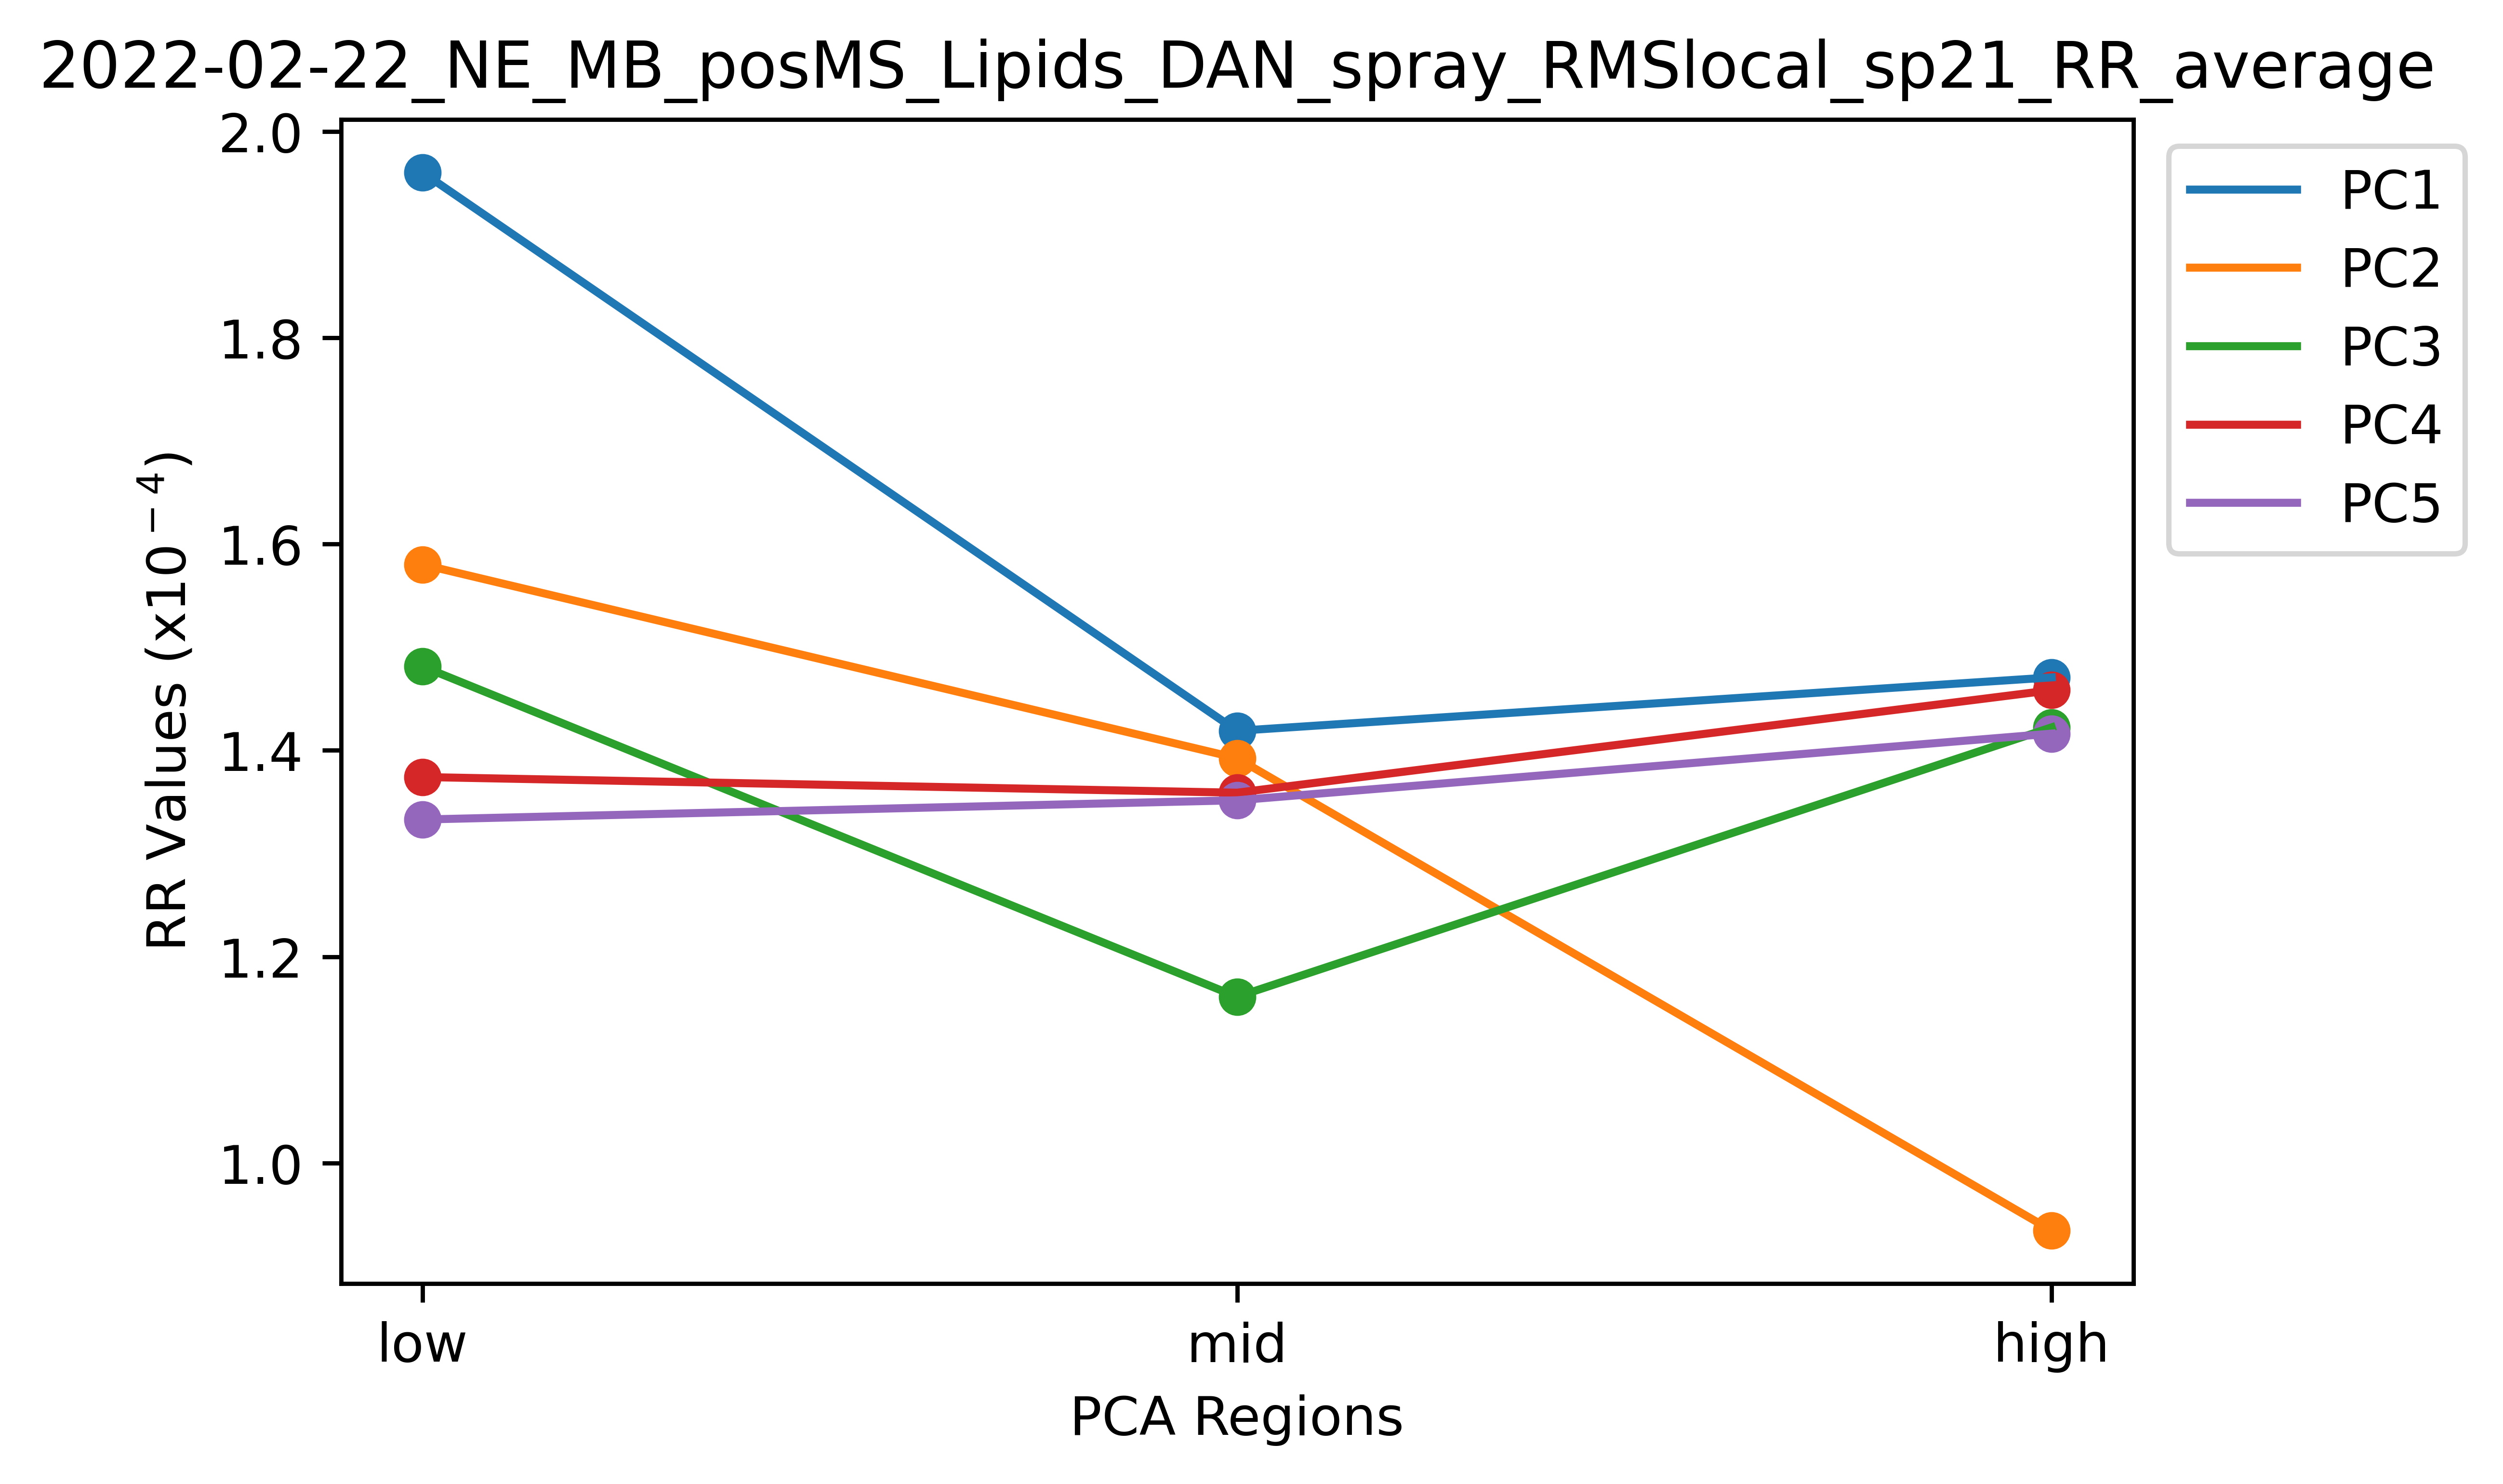 2022-02-22_NE_MB_posMS_Lipids_DAN_spray_RMSlocal_sp21_RR_average
2.0
1.8
1.6
1.4
1.2
1.0
RR Values (x10⁻⁴)
low mid high
PCA Regions
PC1
PC2
PC3
PC4
PC5